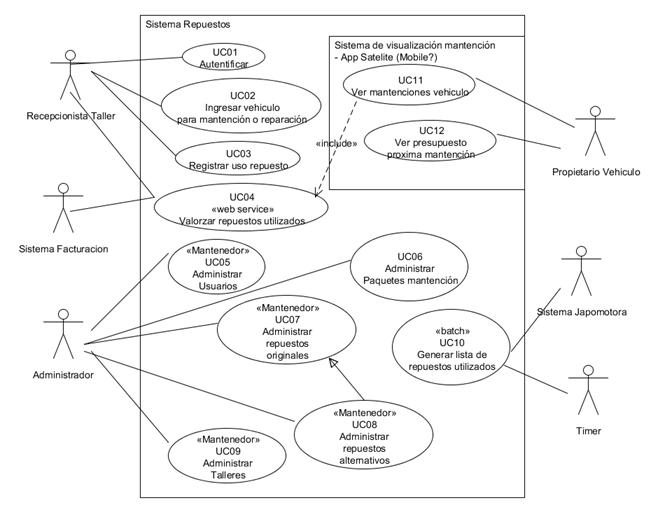 Sistema Repuestos
Sistema de visualización mantención
- App Satelite (Mobile?)
UC01
Autentificar
UC11
Ver mantenciones vehiculo
UC02
Ingresar vehiculo
para mantención o reparación
Recepcionista Taller
UC12
Ver presupuesto
proxima mantención
«include»
UC03
Registrar uso repuesto
Propietario Vehiculo
UC04
«web service»
Valorzar repuestos utilizados
Sistema Facturacion
«Mantenedor»
UC05
Administrar
Usuarios
UC06
Administrar
Paquetes mantención
«Mantenedor»
UC07
Administrar
repuestos
originales
Sistema Japomotora
«batch»
UC10
Generar lista de
repuestos utilizados
Administrador
«Mantenedor»
UC08
Administrar
repuestos
alternativos
Timer
«Mantenedor»
UC09
Administrar
Talleres